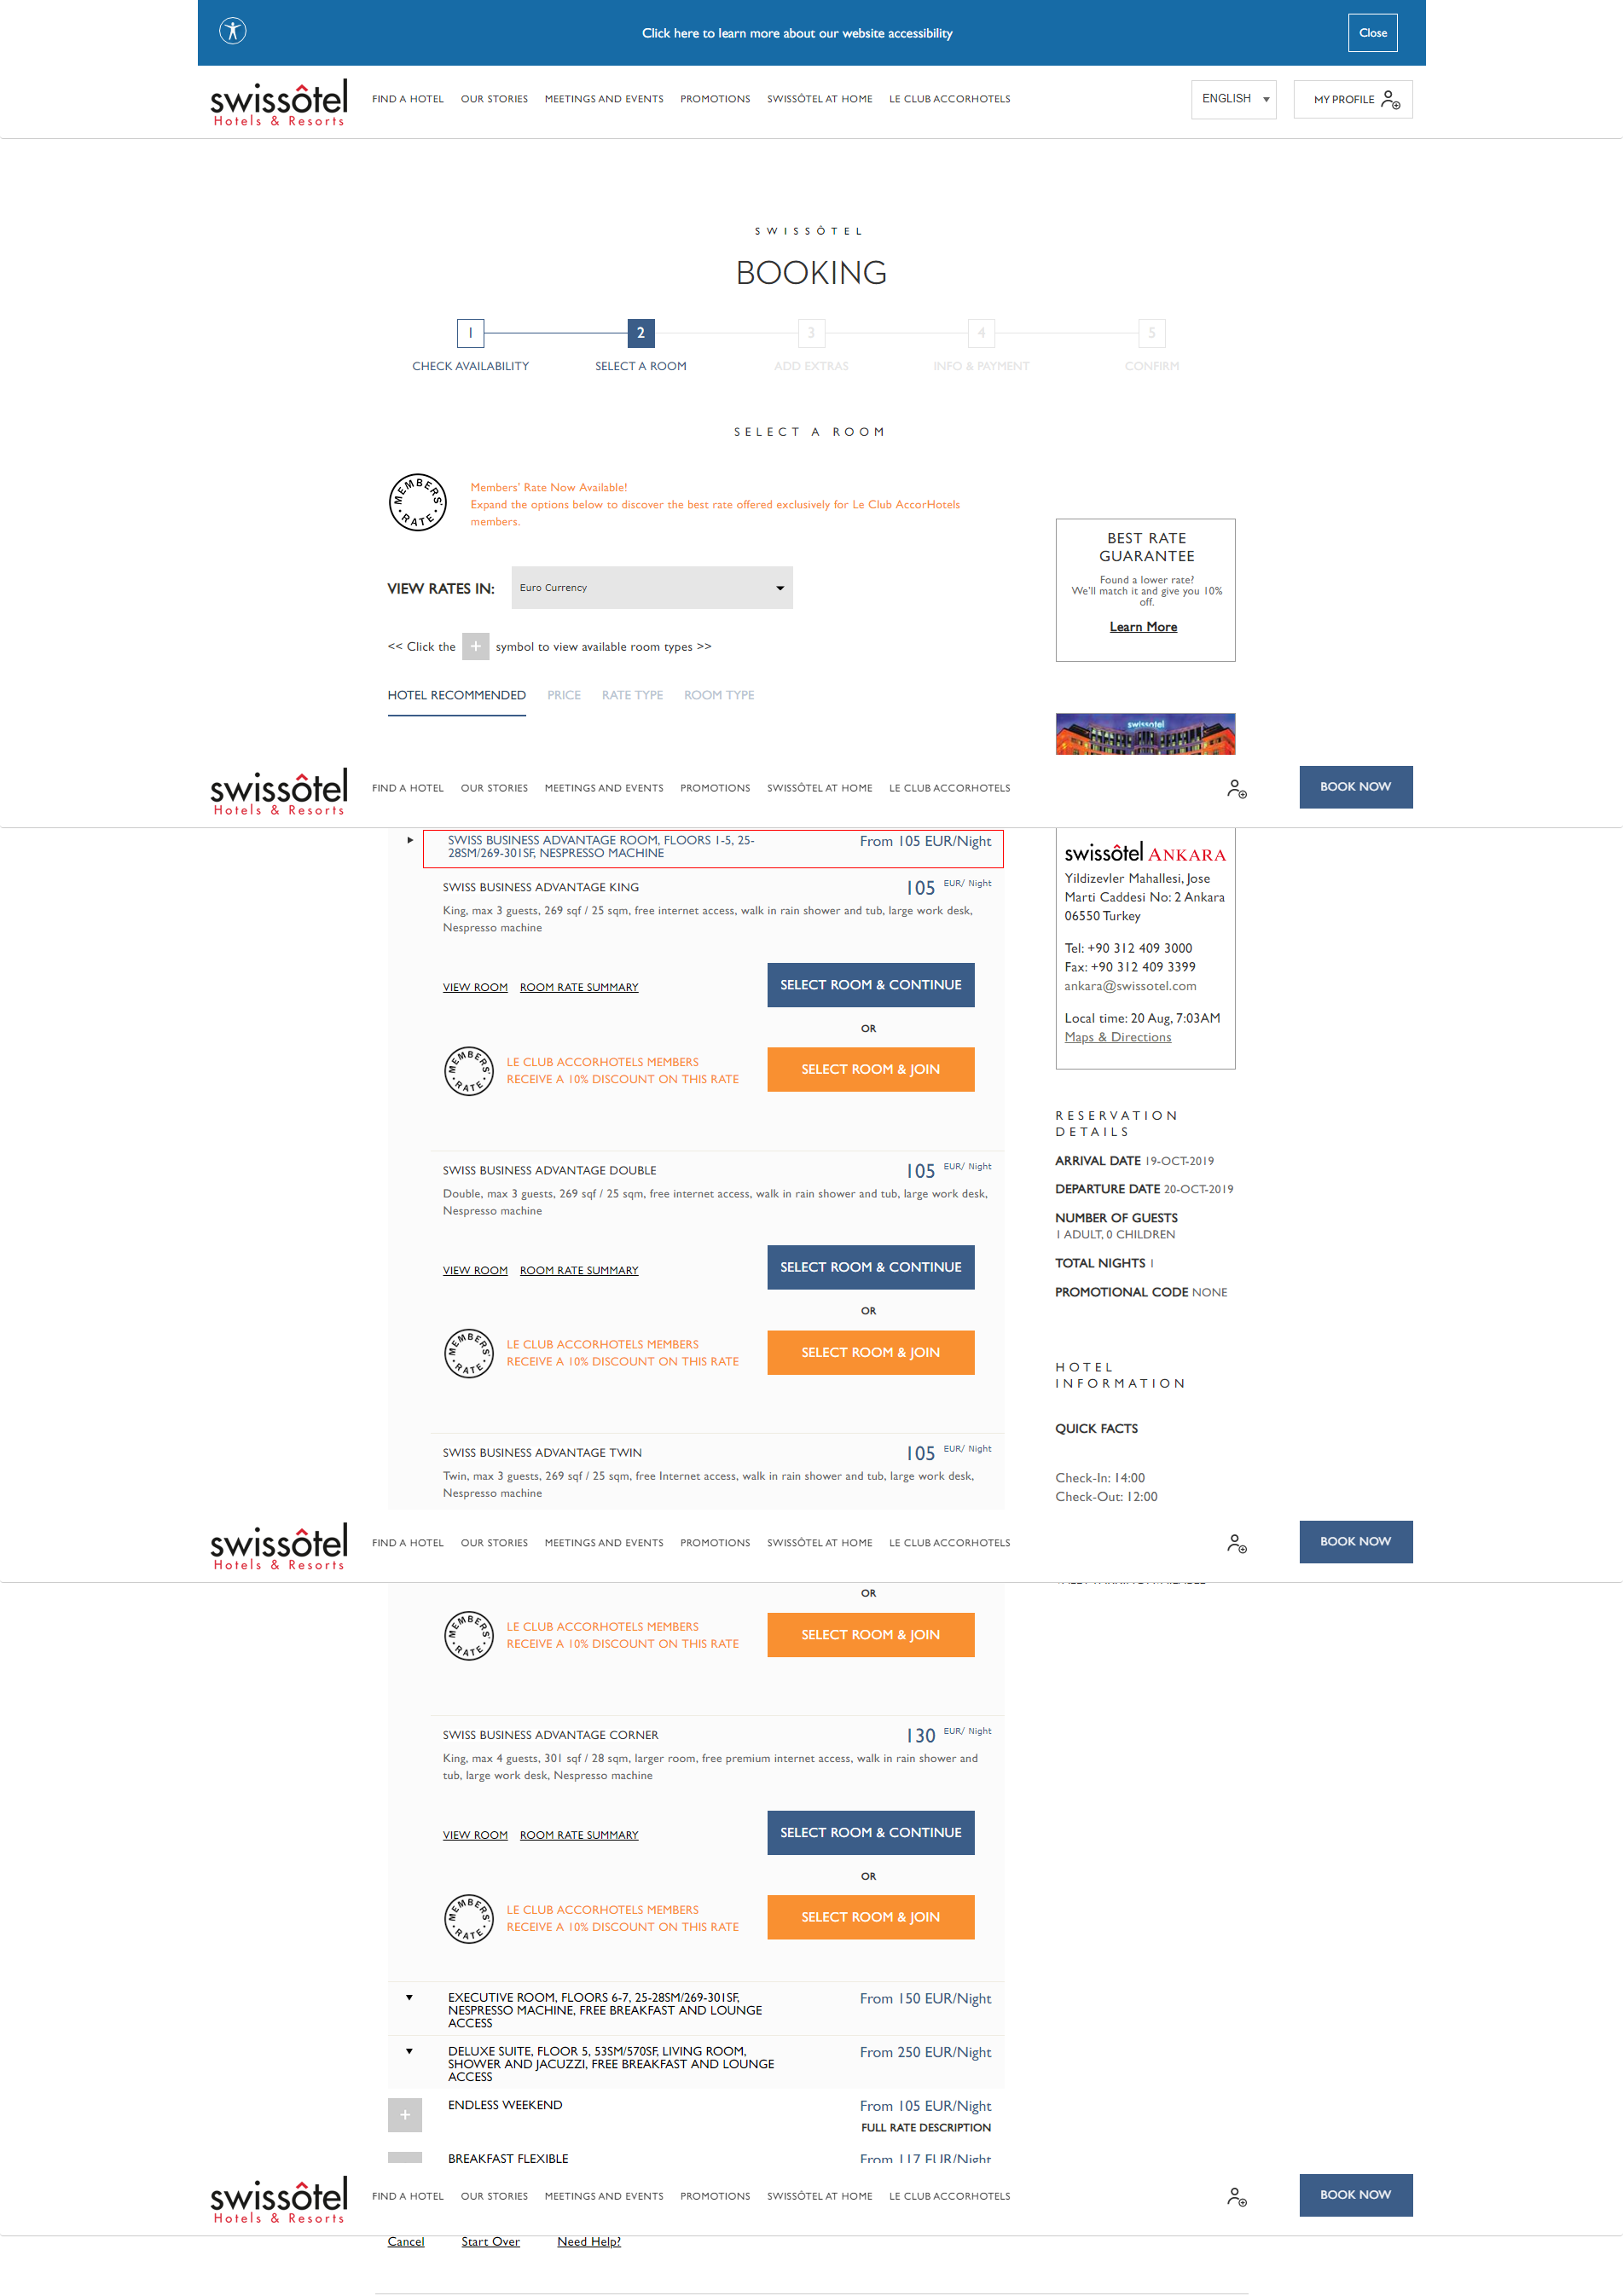 Click here to learn more about our website accessibility
Close
swissôtel
Hotels & Resorts
FIND A HOTEL OUR STORIES MEETINGS AND EVENTS PROMOTIONS SWISSÔTEL AT HOME LE CLUB ACCORHOTELS
ENGLISH
MY PROFILE
SWISSÔTEL
BOOKING
1 2 3 4 5
CHECK AVAILABILITY SELECT A ROOM ADD EXTRAS INFO & PAYMENT CONFIRM
SELECT A ROOM
MEMBERS' RATE
Members' Rate Now Available!
Expand the options below to discover the best rate offered exclusively for Le Club AccorHotels
members.
VIEW RATES IN: Euro Currency
<< Click the + symbol to view available room types >>
HOTEL RECOMMENDED PRICE RATE TYPE ROOM TYPE
BEST RATE
GUARANTEE
Found a lower rate?
We'll match it and give you 10%
off.
Learn More
swissotel
swissôtel
Hotels & Resorts
FIND A HOTEL OUR STORIES MEETINGS AND EVENTS PROMOTIONS SWISSÔTEL AT HOME LE CLUB ACCORHOTELS
BOOK NOW
SWISS BUSINESS ADVANTAGE ROOM, FLOORS 1-5, 25-
28SM/269-301SF, NESPRESSO MACHINE
From 105 EUR/Night
SWISS BUSINESS ADVANTAGE KING
105 EUR/ Night
King, max 3 guests, 269 sqf / 25 sqm, free internet access, walk in rain shower and tub, large work desk,
Nespresso machine
VIEW ROOM ROOM RATE SUMMARY
SELECT ROOM & CONTINUE
OR
MEMBERS' RATE
LE CLUB ACCORHOTELS MEMBERS
RECEIVE A 10% DISCOUNT ON THIS RATE
SELECT ROOM & JOIN
SWISS BUSINESS ADVANTAGE DOUBLE
105 EUR/ Night
Double, max 3 guests, 269 sqf / 25 sqm, free internet access, walk in rain shower and tub, large work desk,
Nespresso machine
VIEW ROOM ROOM RATE SUMMARY
SELECT ROOM & CONTINUE
OR
MEMBERS' RATE
LE CLUB ACCORHOTELS MEMBERS
RECEIVE A 10% DISCOUNT ON THIS RATE
SELECT ROOM & JOIN
SWISS BUSINESS ADVANTAGE TWIN
105 EUR/ Night
Twin, max 3 guests, 269 sqf / 25 sqm, free Internet access, walk in rain shower and tub, large work desk,
Nespresso machine
swissôtel ANKARA
Yildizevler Mahallesi, Jose
Marti Caddesi No: 2 Ankara
06550 Turkey
Tel: +90 312 409 3000
Fax: +90 312 409 3399
ankara@swissotel.com
Local time: 20 Aug, 7:03AM
Maps & Directions
RESERVATION
DETAILS
ARRIVAL DATE 19-OCT-2019
DEPARTURE DATE 20-OCT-2019
NUMBER OF GUESTS
1 ADULT, 0 CHILDREN
TOTAL NIGHTS 1
PROMOTIONAL CODE NONE
HOTEL
INFORMATION
QUICK FACTS
Check-In: 14:00
Check-Out: 12:00
swissôtel
Hotels & Resorts
FIND A HOTEL OUR STORIES MEETINGS AND EVENTS PROMOTIONS SWISSÔTEL AT HOME LE CLUB ACCORHOTELS
BOOK NOW
OR
MEMBERS' RATE
LE CLUB ACCORHOTELS MEMBERS
RECEIVE A 10% DISCOUNT ON THIS RATE
SELECT ROOM & JOIN
SWISS BUSINESS ADVANTAGE CORNER
130 EUR/ Night
King, max 4 guests, 301 sqf / 28 sqm, larger room, free premium internet access, walk in rain shower and
tub, large work desk, Nespresso machine
VIEW ROOM ROOM RATE SUMMARY
SELECT ROOM & CONTINUE
OR
MEMBERS' RATE
LE CLUB ACCORHOTELS MEMBERS
RECEIVE A 10% DISCOUNT ON THIS RATE
SELECT ROOM & JOIN
EXECUTIVE ROOM, FLOORS 6-7, 25-28SM/269-301SF,
NESPRESSO MACHINE, FREE BREAKFAST AND LOUNGE
ACCESS
From 150 EUR/Night
DELUXE SUITE, FLOOR 5, 53SM/570SF, LIVING ROOM,
SHOWER AND JACUZZI, FREE BREAKFAST AND LOUNGE
ACCESS
From 250 EUR/Night
+ ENDLESS WEEKEND
From 105 EUR/Night
FULL RATE DESCRIPTION
BREAKFAST FLEXIBLE
From 117 EUR/Night
swissôtel
Hotels & Resorts
FIND A HOTEL OUR STORIES MEETINGS AND EVENTS PROMOTIONS SWISSÔTEL AT HOME LE CLUB ACCORHOTELS
BOOK NOW
Cancel Start Over Need Help?